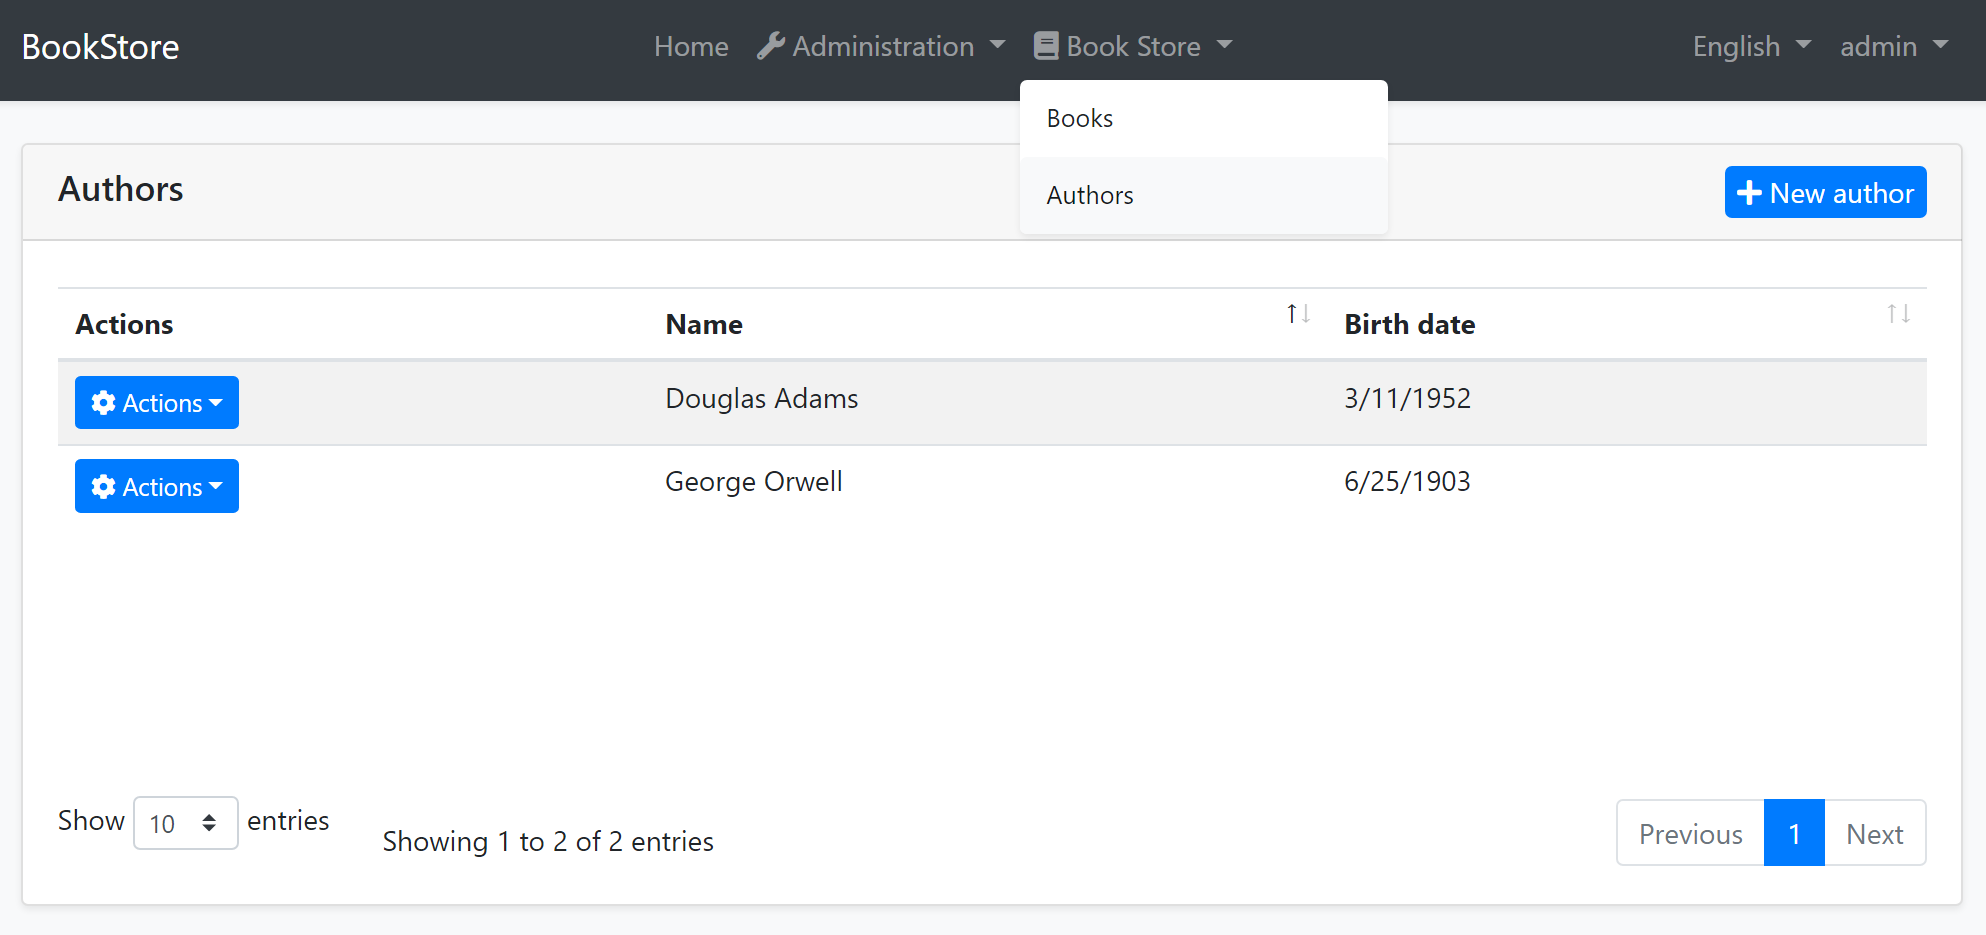 BookStore Home Administration Book Store English admin
Books
Authors
Authors
New author
Actions Name Birth date
Actions Douglas Adams 3/11/1952
Actions George Orwell 6/25/1903
Show 10 entries
Showing 1 to 2 of 2 entries
Previous 1 Next